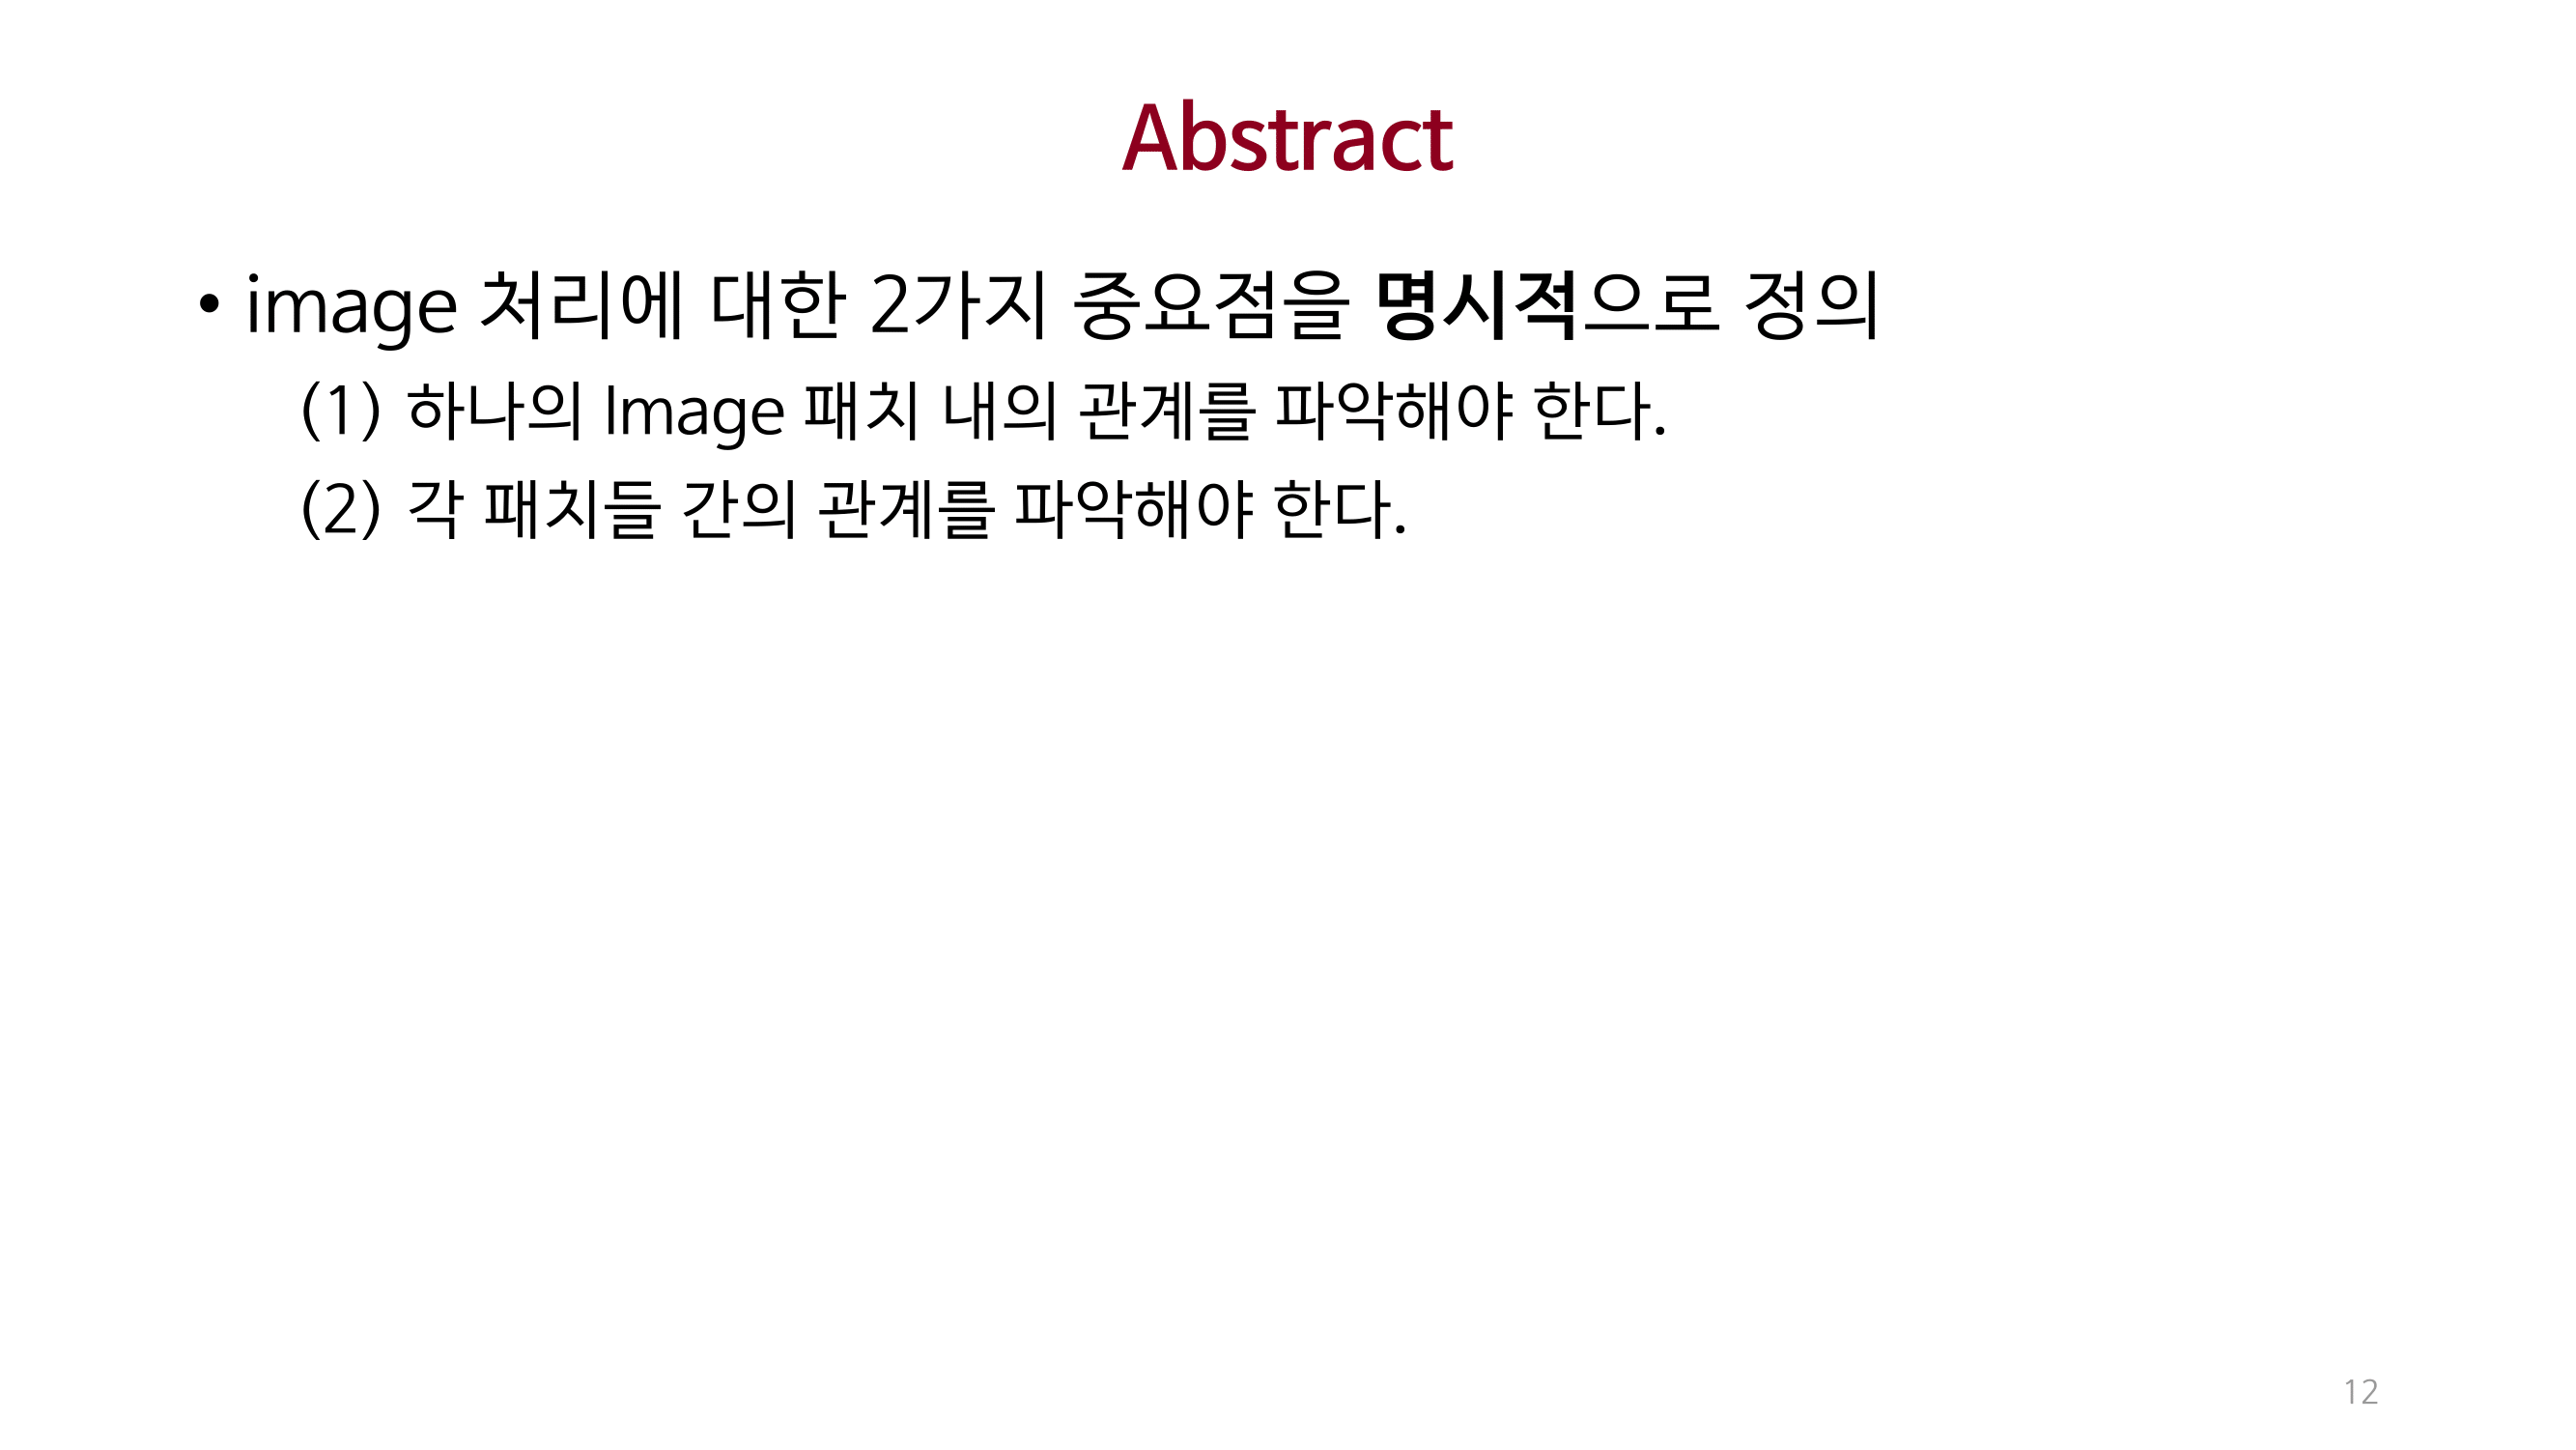 Abstract
• image 처리에 대한 2가지 중요점을 명시적으로 정의
(1) 하나의 Image 패치 내의 관계를 파악해야 한다.
(2) 각 패치들 간의 관계를 파악해야 한다.
12